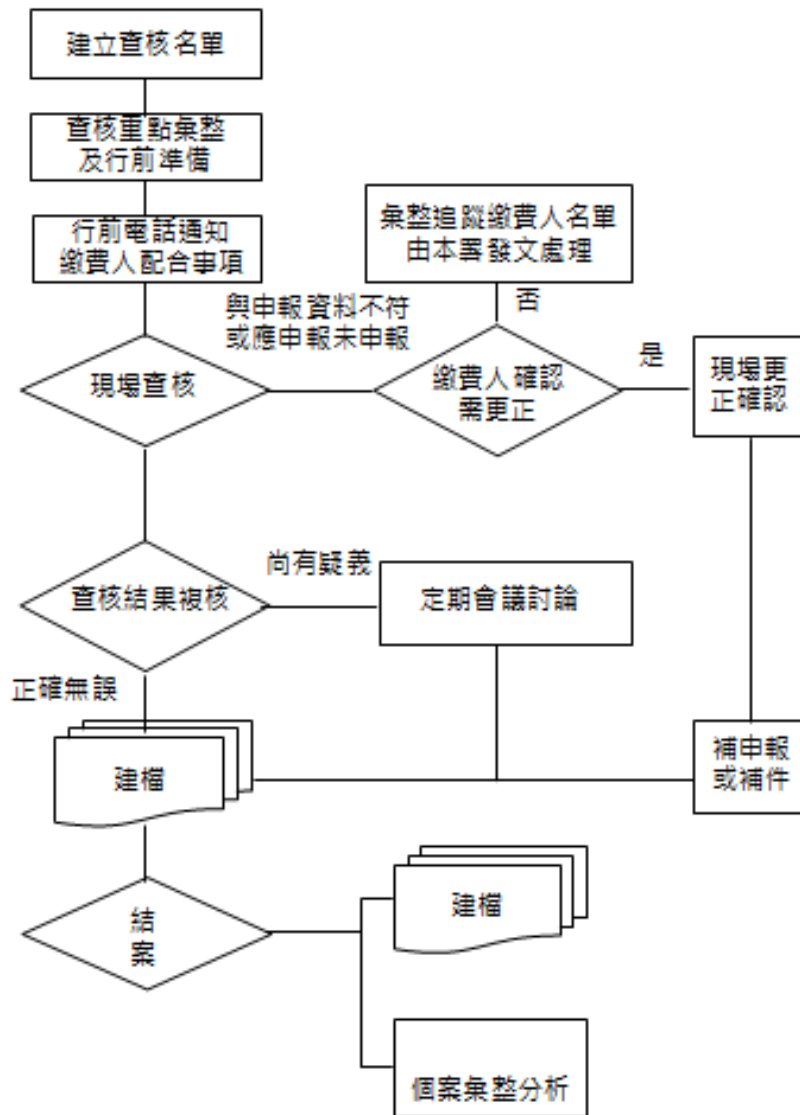 建立查核名單
查核重點彙整
及行前準備
行前電話通知
繳費人配合事項
彙整追蹤繳費人名單
由本署發文處理
與申報資料不符
或應申報未申報
否
現場查核
繳費人確認
需更正
是
現場更
正確認
查核結果複核
尚有疑義
定期會議討論
正確無誤
建檔
補申報
或補件
結
案
建檔
個案彙整分析